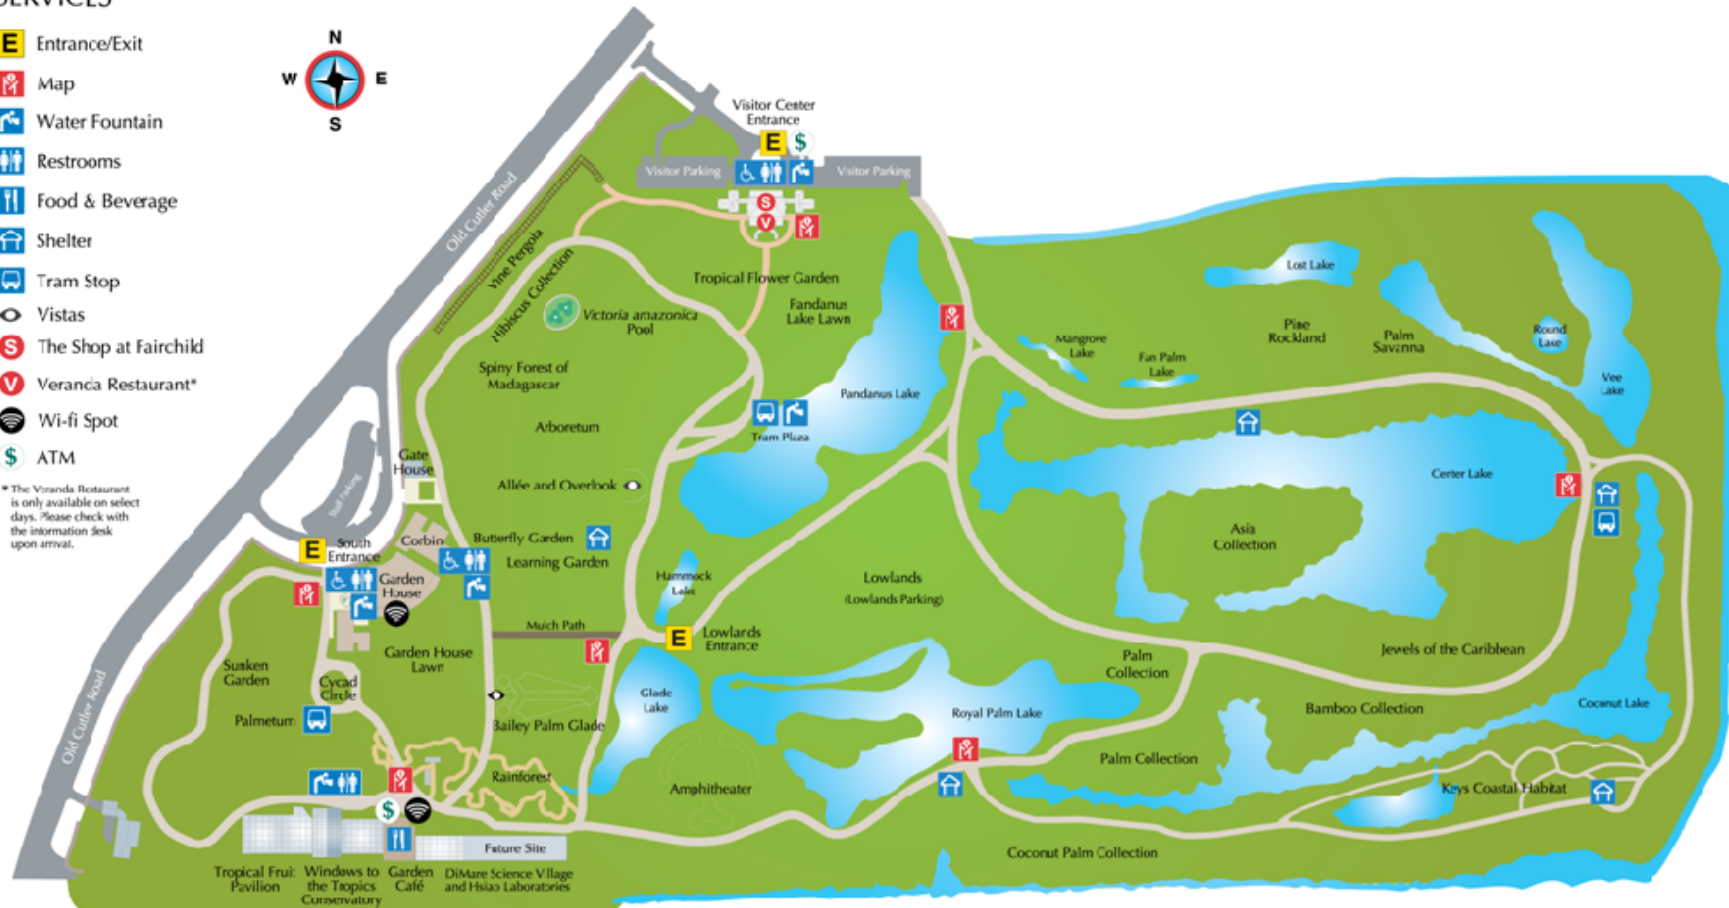 SERVICES
E Entrance/Exit
Map
Water Fountain
Restrooms
Food & Beverage
Shelter
Tram Stop
Vistas
S The Shop at Fairchild
V Veranda Restaurant*
Wi-fi Spot
$ ATM
* The Veranda Restaurant
is only available on select
days. Please check with
the information desk
upon arrival.
N
W E
S
Visitor Center
Entrance
E $
Visitor Parking
Visitor Parking
S
V
Old Cutler Road
Vine Pergola
Hibiscus Collection
Tropical Flower Garden
Victoria amazonica
Pool
Pandanus
Lake Lawn
Lost Lake
Pine
Rockland
Palm
Savanna
Round
Lake
Vee
Lake
Mangrove
Lake
Fan Palm
Lake
Spiny Forest of
Madagascar
Pandanus Lake
Arboretum
Tram Plaza
Gate
House
Allée and Overlook
Center Lake
Staff Parking
Asia
Collection
E
South
Entrance
Corbin
Butterfly Garden
Learning Garden
Garden
House
Hammock
Lake
Lowlands
(Lowlands Parking)
Mulch Path
E
Lowlands
Entrance
Garden House
Lawn
Sunken
Garden
Cycad
Circle
Palmetum
Palm
Collection
Jewels of the Caribbean
Glade
Lake
Royal Palm Lake
Bamboo Collection
Coconut Lake
Bailey Palm Glade
Old Cutler Road
Palm Collection
Rainforest
Amphitheater
Keys Coastal Habitat
$
Future Site
Coconut Palm Collection
Tropical Fruit
Pavilion
Windows to
the Tropics
Conservatory
Garden
Café
DiMare Science Village
and Hsiao Laboratories